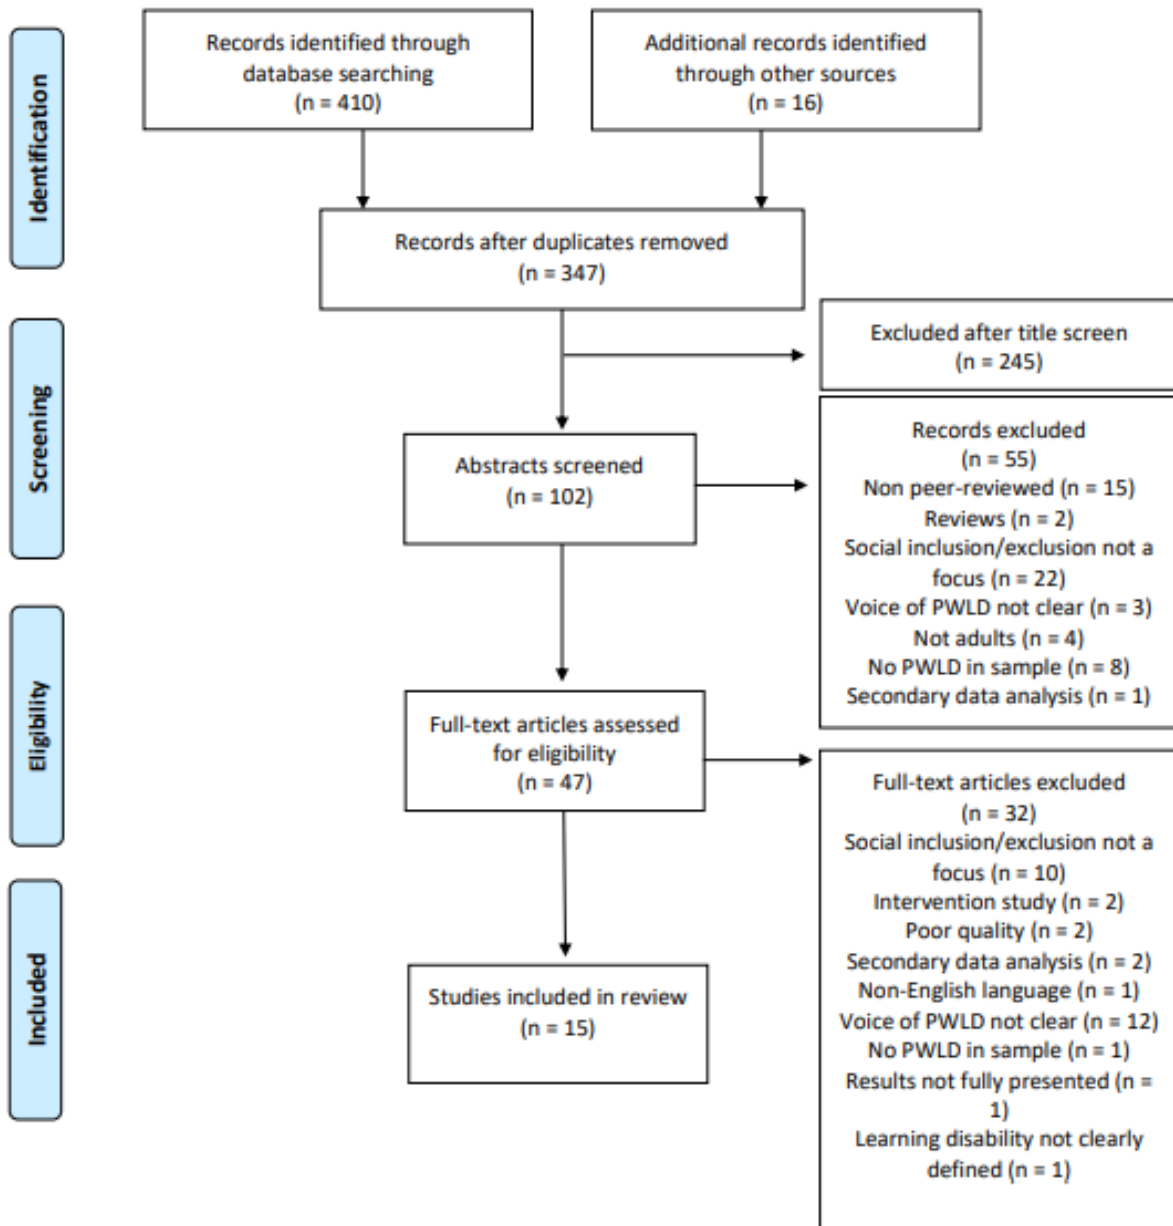 Identification
Records identified through
database searching
(n = 410)
Additional records identified
through other sources
(n = 16)
Records after duplicates removed
(n = 347)
Screening
Excluded after title screen
(n = 245)
Abstracts screened
(n = 102)
Records excluded
(n = 55)
Non peer-reviewed (n = 15)
Reviews (n = 2)
Social inclusion/exclusion not a
focus (n = 22)
Voice of PWLD not clear (n = 3)
Not adults (n = 4)
No PWLD in sample (n = 8)
Secondary data analysis (n = 1)
Eligibility
Full-text articles assessed
for eligibility
(n = 47)
Full-text articles excluded
(n = 32)
Social inclusion/exclusion not a
focus (n = 10)
Intervention study (n = 2)
Poor quality (n = 2)
Secondary data analysis (n = 2)
Non-English language (n = 1)
Voice of PWLD not clear (n = 12)
No PWLD in sample (n = 1)
Results not fully presented (n =
1)
Learning disability not clearly
defined (n = 1)
Included
Studies included in review
(n = 15)